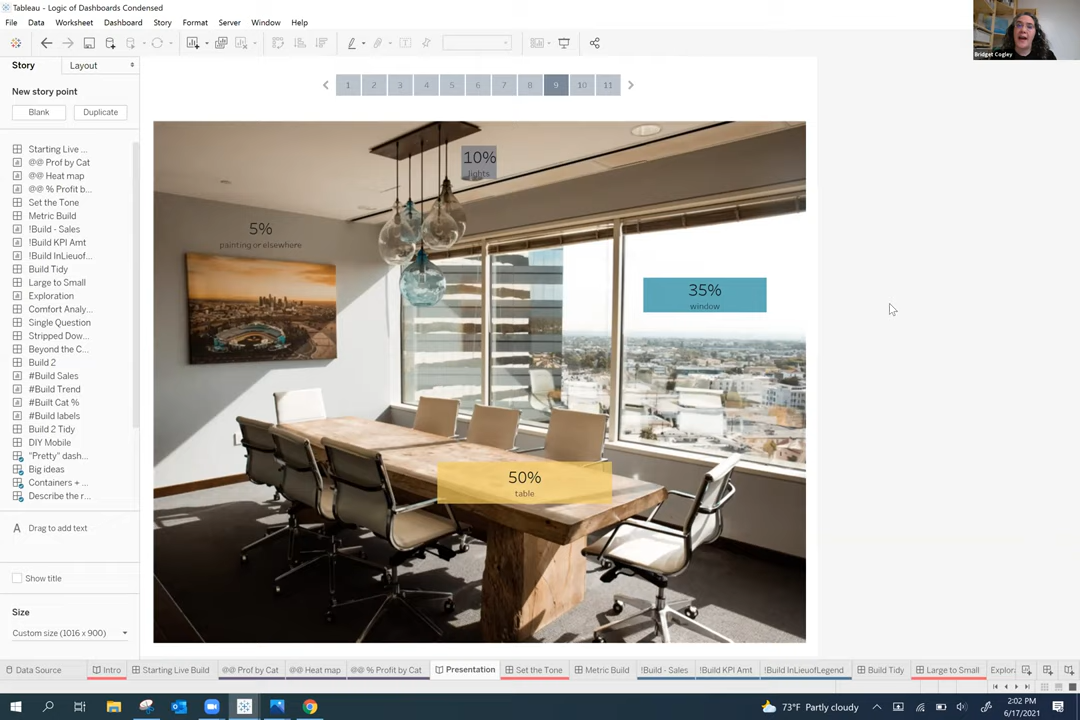 Tableau - Logic of Dashboards Condensed
File Data Worksheet Dashboard Story Format Analysis Server Window Help
Bridget Cogley
Story Layout
New story point
Blank Duplicate
1 2 3 4 5 6 7 8 9 10 11
Starting Live ...
@@ Prof by Cat
@@ Heat map
@@ % Profit b...
Set the Tone
!Metric Build
!Build - Sales
!Build KPI Amt
!Build InLieuof...
Build Tidy
Large to Small
Exploration
Comfort Analy...
Single Question
Stripped Dow...
Beyond the C...
Build 2
#Build Sales
#Build Trend
#Built Cat %
#Build labels
Build 2 Tidy
DIY Mobile
"Pretty" dash...
Big ideas
Containers + ...
Describe the r...
A Drag to add text
Show title
Size
Custom size (1016 x 900)
10%
lights
5%
painting or elsewhere
35%
window
50%
table
Data Source Intro Starting Live Build @@ Prof by Cat @@ Heat map @@ % Profit by Cat Presentation Set the Tone Metric Build !Build - Sales !Build KPI Amt !Build InLieuofLegend Build Tidy Large to Small Explor
73°F Partly cloudy
2:02 PM
6/17/2021